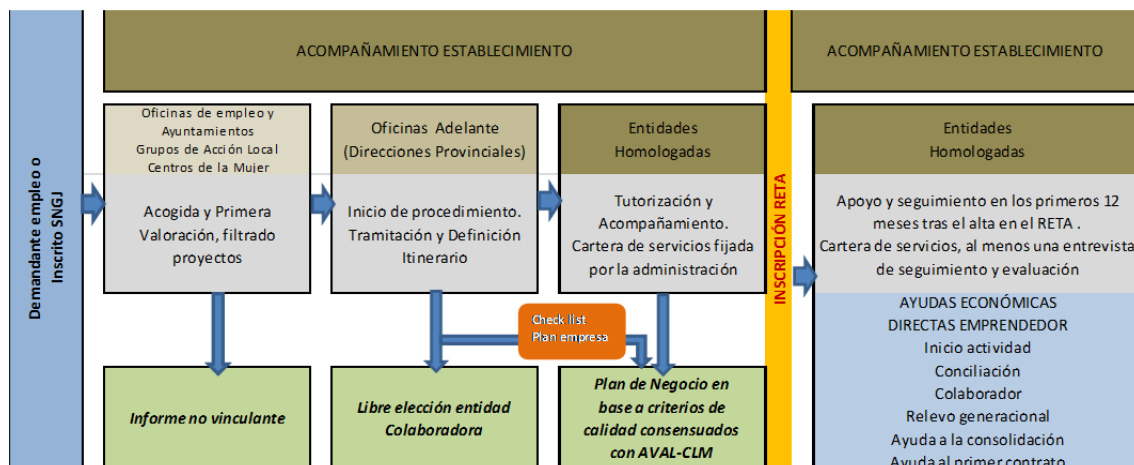 Demandante empleo o
Inscrito SNGJ
ACOMPAÑAMIENTO ESTABLECIMIENTO
Oficinas de empleo y
Ayuntamientos
Grupos de Acción Local
Centros de la Mujer
Acogida y Primera
Valoración, filtrado
proyectos
Informe no vinculante
Oficinas Adelante
(Direcciones Provinciales)
Inicio de procedimiento.
Tramitación y Definición
Itinerario
Libre elección entidad
Colaboradora
Check list
Plan empresa
Entidades
Homologadas
Tutorización y
Acompañamiento.
Cartera de servicios fijada
por la administración
Plan de Negocio en
base a criterios de
calidad consensuados
con AVAL-CLM
INSCRIPCIÓN RETA
ACOMPAÑAMIENTO ESTABLECIMIENTO
Entidades
Homologadas
Apoyo y seguimiento en los primeros 12
meses tras el alta en el RETA .
Cartera de servicios, al menos una entrevista
de seguimiento y evaluación
AYUDAS ECONÓMICAS
DIRECTAS EMPRENDEDOR
Inicio actividad
Conciliación
Colaborador
Relevo generacional
Ayuda a la consolidación
Ayuda al primer contrato